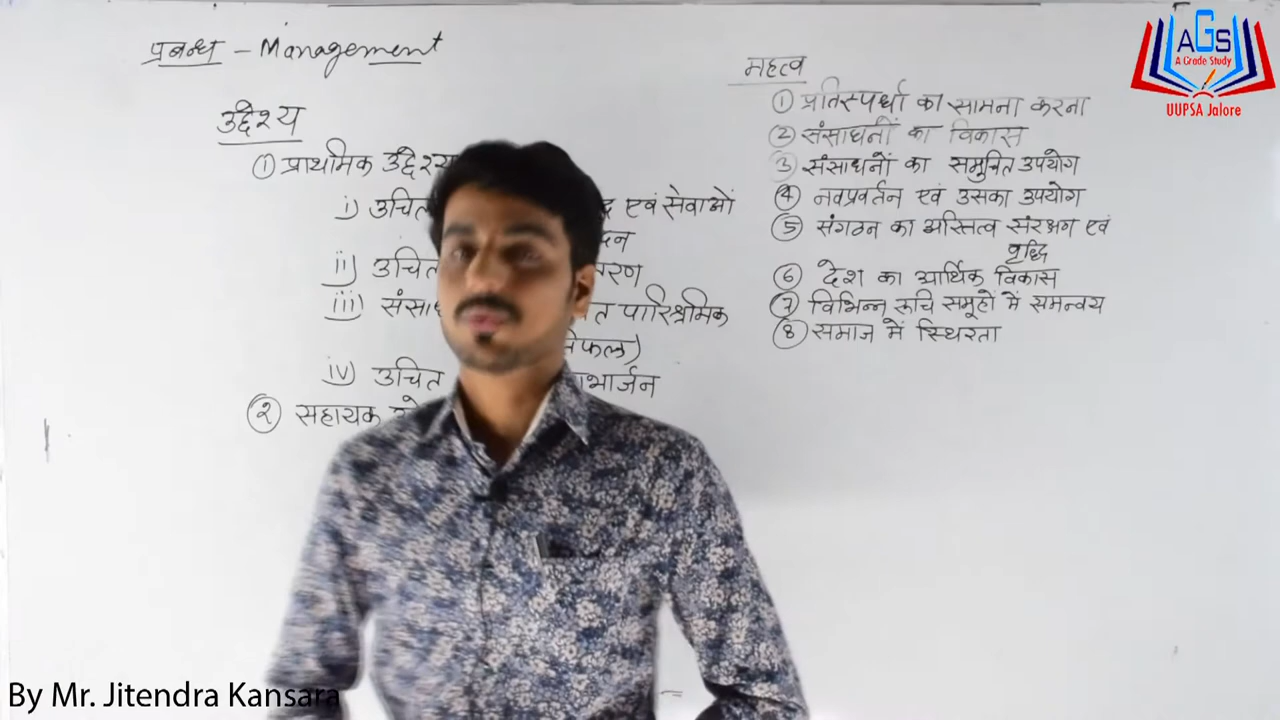 प्रबन्ध - Management
उद्देश्य
① प्राथमिक उद्देश्य
i) उचित एवं सेवाओं
ii) उचित
iii) पारिश्रमिक
iv) उचित
② सहायक
महत्व
① प्रतिस्पर्धा का सामना करना
② संसाधनों का विकास
③ संसाधनों का समुचित उपयोग
④ नवप्रवर्तन एवं उसका उपयोग
⑤ संगठन का अस्तित्व संरक्षण एवं
वृद्धि
⑥ देश का आर्थिक विकास
⑦ विभिन्न रूचि समूहों में समन्वय
⑧ समाज में स्थिरता
AGS
A Grade Study
UUPSA Jalore
By Mr. Jitendra Kansara